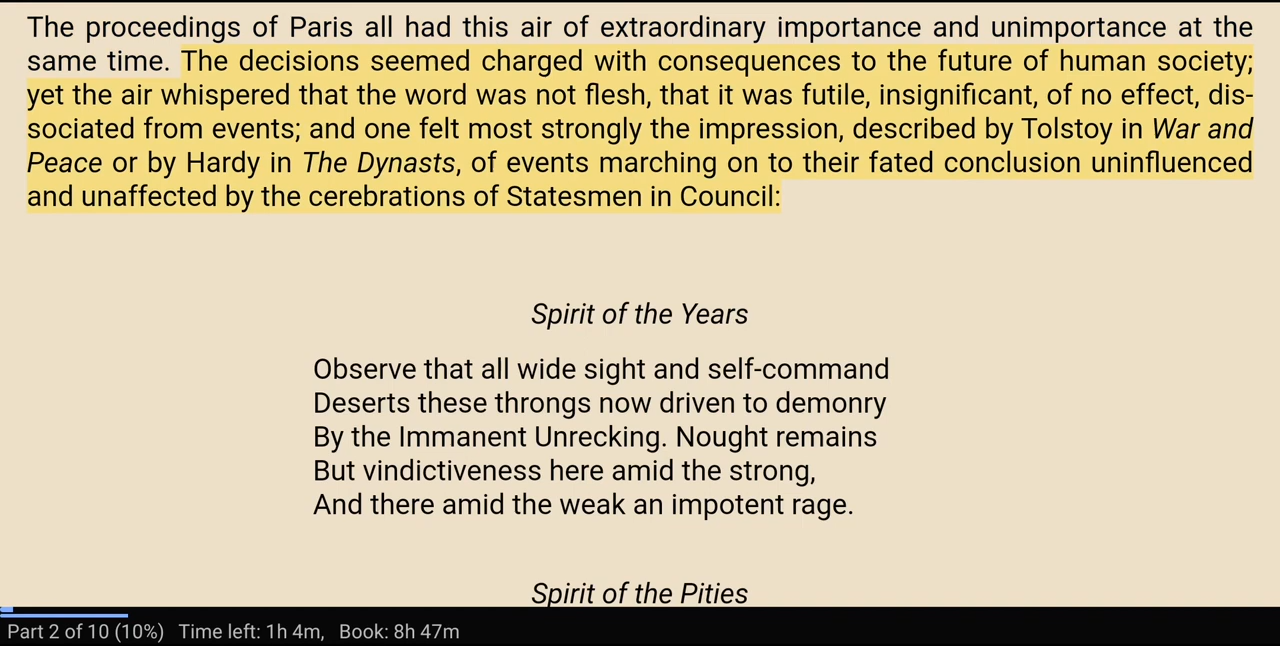 The proceedings of Paris all had this air of extraordinary importance and unimportance at the
same time. The decisions seemed charged with consequences to the future of human society;
yet the air whispered that the word was not flesh, that it was futile, insignificant, of no effect, dis-
sociated from events; and one felt most strongly the impression, described by Tolstoy in War and
Peace or by Hardy in The Dynasts, of events marching on to their fated conclusion uninfluenced
and unaffected by the cerebrations of Statesmen in Council:
Spirit of the Years
Observe that all wide sight and self-command
Deserts these throngs now driven to demonry
By the Immanent Unrecking. Nought remains
But vindictiveness here amid the strong,
And there amid the weak an impotent rage.
Spirit of the Pities
Part 2 of 10 (10%) Time left: 1h 4m, Book: 8h 47m